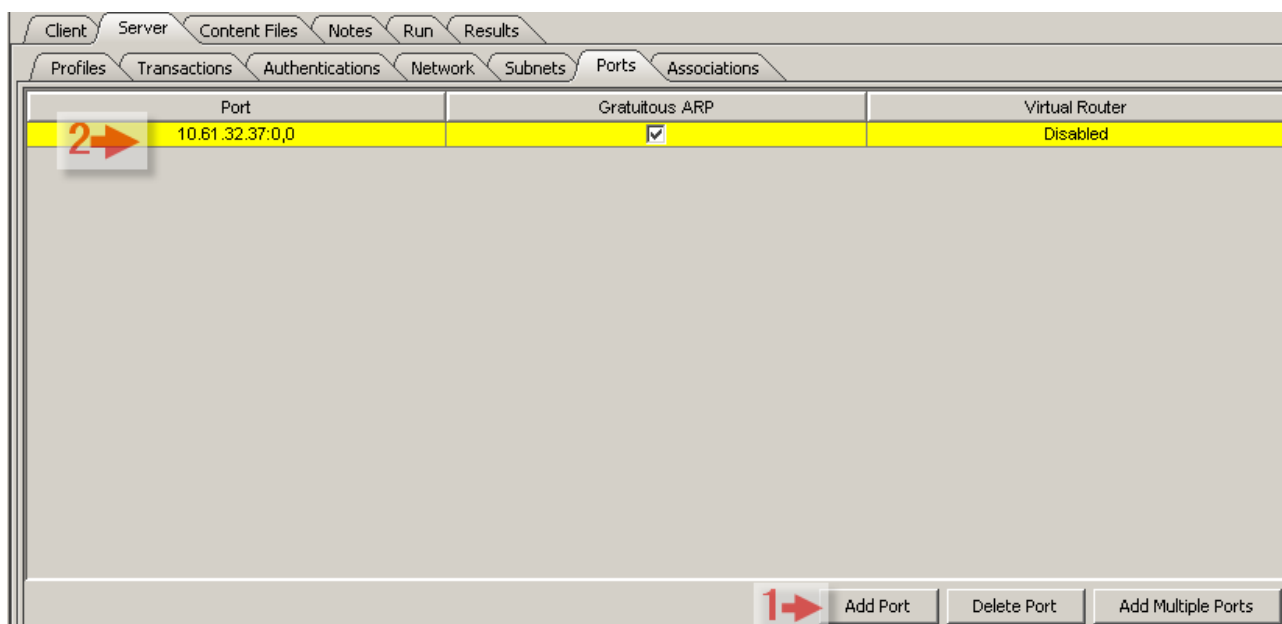 Client Server Content Files Notes Run Results
Profiles Transactions Authentications Network Subnets Ports Associations
Port Gratuitous ARP Virtual Router
2 10.61.32.37:0,0 Disabled
1 Add Port Delete Port Add Multiple Ports